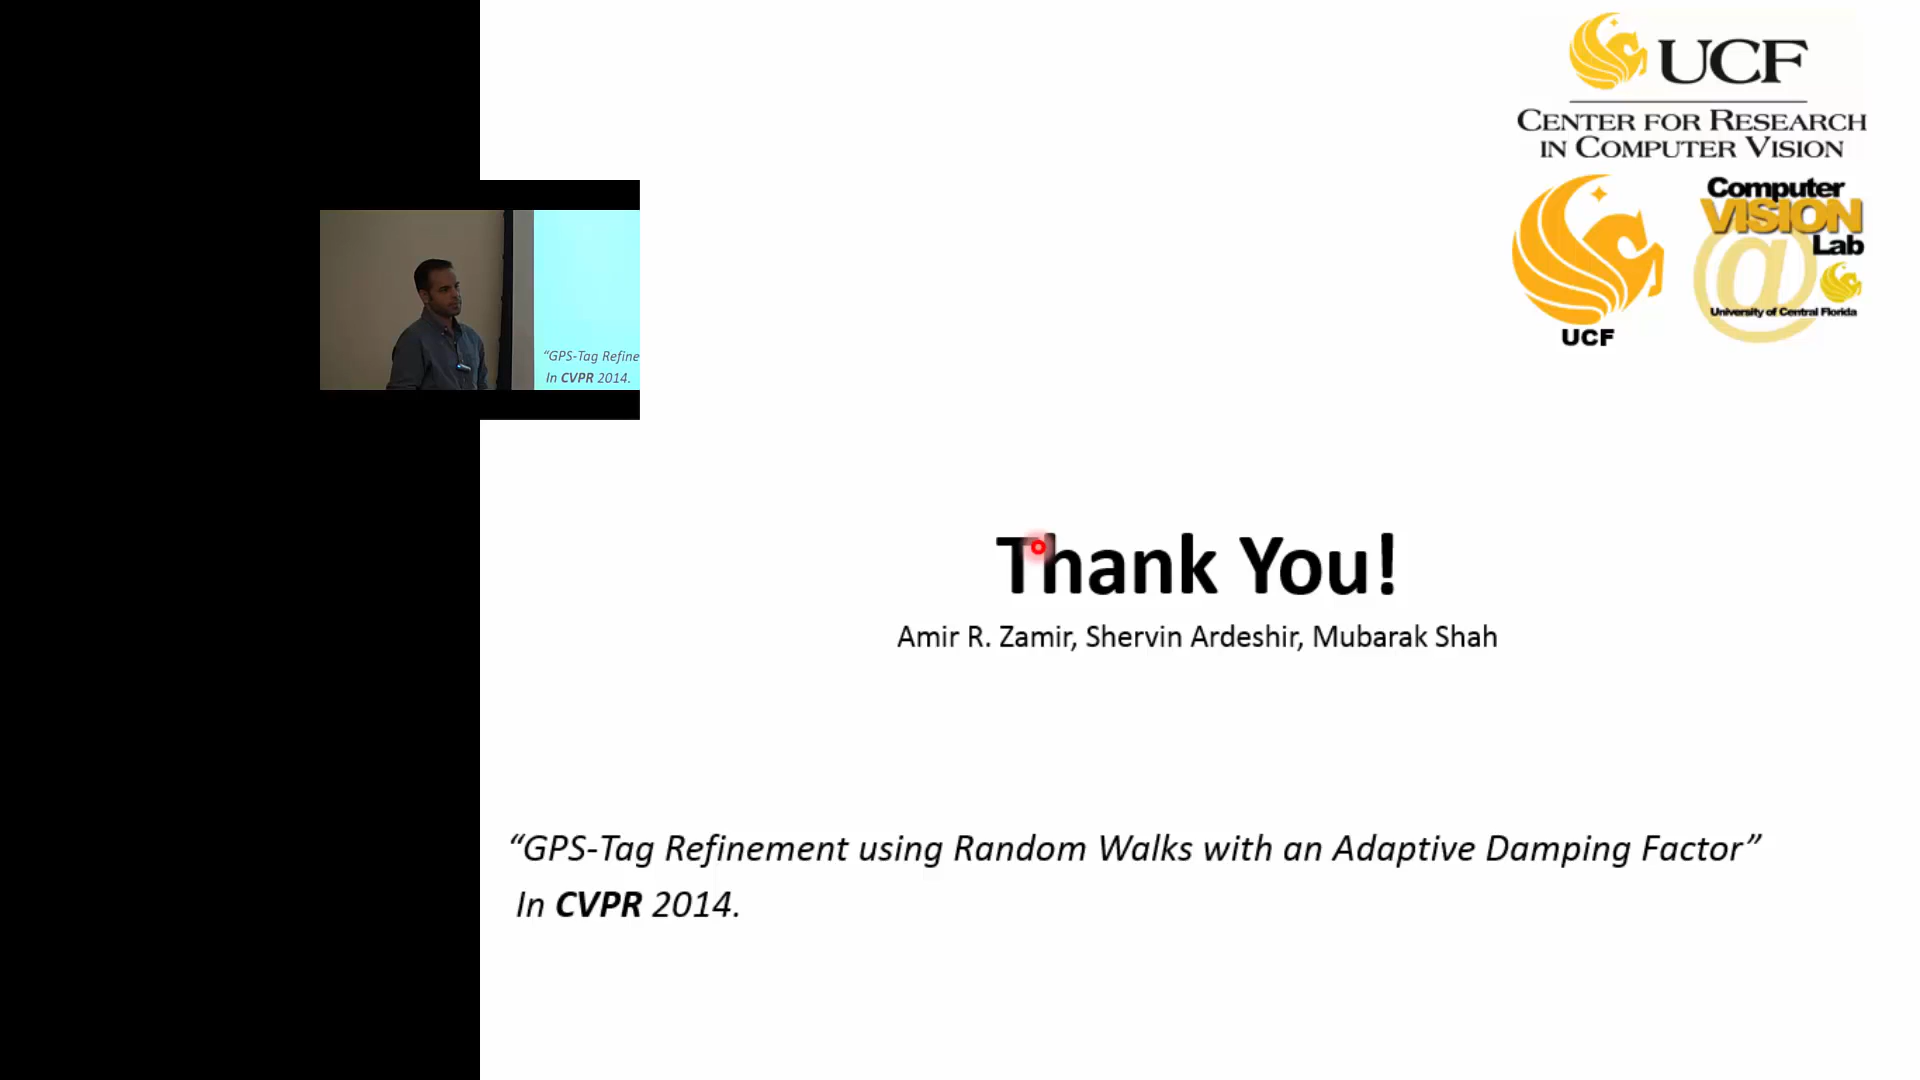 UCF
CENTER FOR RESEARCH
IN COMPUTER VISION
Computer
VISION
Lab
@
University of Central Florida
UCF
“GPS-Tag Refine
In CVPR 2014.
Thank You!
Amir R. Zamir, Shervin Ardeshir, Mubarak Shah
“GPS-Tag Refinement using Random Walks with an Adaptive Damping Factor”
In CVPR 2014.